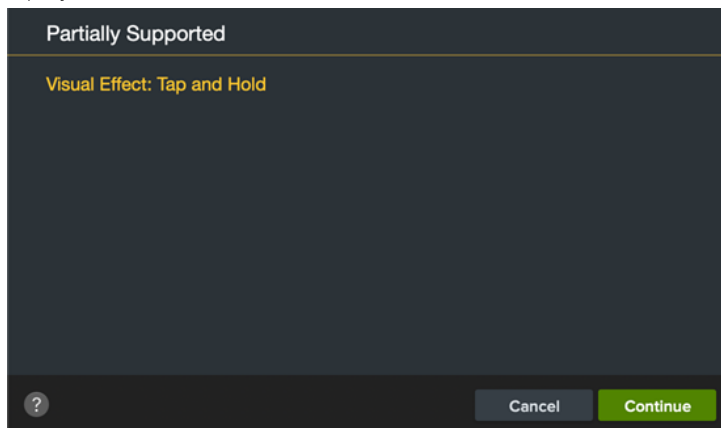 Partially Supported
Visual Effect: Tap and Hold
?
Cancel
Continue